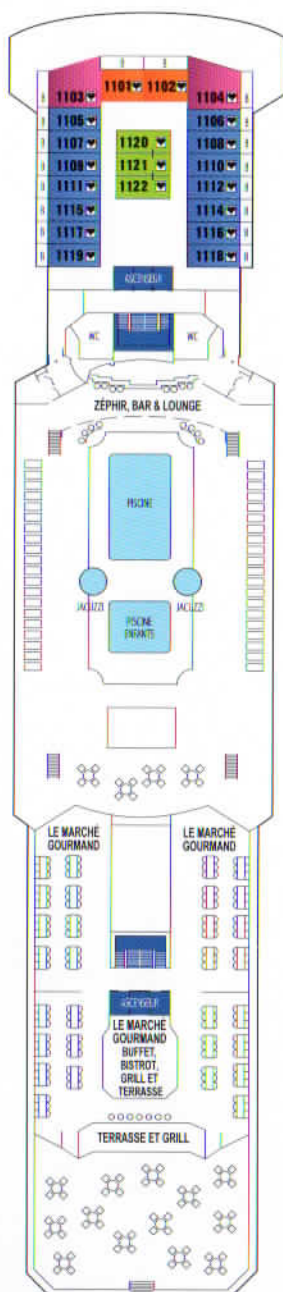 1101 1102
1103 1104
1105 1106
1107 1120 1108
1109 1121 1110
1111 1122 1112
1115 1114
1117 1116
1119 1118
ASCENSEUR
WC WC
ZÉPHIR, BAR & LOUNGE
PISCINE
JACUZZI JACUZZI
PISCINE
ENFANTS
LE MARCHÉ
GOURMAND
LE MARCHÉ
GOURMAND
ASCENSEUR
LE MARCHÉ
GOURMAND
BUFFET,
BISTROT,
GRILL ET
TERRASSE
TERRASSE ET GRILL